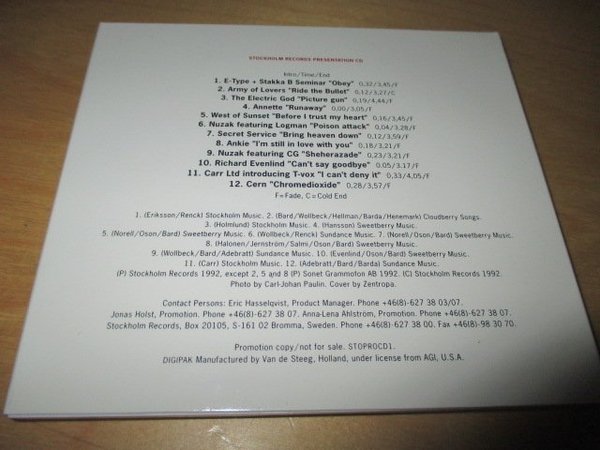 STOCKHOLM RECORDS PRESENTATION CD
Intro/Time/End
1. E-Type + Stakka B Seminar "Obey" 0,32/3,45/F
2. Army of Lovers "Ride the Bullet" 0,12/3,27/C
3. The Electric God "Picture gun" 0,19/4,44/F
4. Annette "Runaway" 0,00/3,05/F
5. West of Sunset "Before I trust my heart" 0,16/3,45/F
6. Nuzak featuring Logman "Poison attack" 0,04/3,28/F
7. Secret Service "Bring heaven down" 0,12/3,59/F
8. Ankie "I'm still in love with you" 0,18/3,21/F
9. Nuzak featuring CG "Sheherazade" 0,23/3,21/F
10. Richard Evenlind "Can't say goodbye" 0,05/3,17/F
11. Carr Ltd introducing T-vox "I can't deny it" 0,33/4,05/F
12. Cern "Chromedioxide" 0,28/3,57/F
F=Fade, C=Cold End
1. (Eriksson/Renck) Stockholm Music. 2. (Bard/Wollbeck/Hellman/Barda/Henemark) Cloudberry Songs.
3. (Holmlund) Stockholm Music. 4. (Hansson) Sweetberry Music.
5. (Norell/Oson/Bard) Sweetberry Music. 6. (Wollbeck/Renck) Sundance Music. 7. (Norell/Oson/Bard) Sweetberry Music.
8. (Halonen/Jernström/Salmi/Oson/Bard) Sweetberry Music.
9. (Wollbeck/Bard/Adebratt) Sundance Music. 10. (Evenlind/Oson/Bard) Sweetberry Music.
11. (Carr) Stockholm Music. 12. (Adebratt/Bard/Barda) Sundance Music.
(P) Stockholm Records 1992, except 2, 5 and 8 (P) Sonet Grammofon AB 1992. (C) Stockholm Records 1992
Photo by Carl-Johan Paulin. Cover by Zentropa.
Contact Persons: Eric Hasselqvist, Product Manager. Phone +46(8)-627 38 03/07.
Jonas Holst, Promotion. Phone +46(8)-627 38 07. Anna-Lena Ahlström, Promotion. Phone +46(8)-627 38 07.
Stockholm Records, Box 20105, S-161 02 Bromma, Sweden. Phone +46(8)-627 38 00. Fax +46(8)-98 30 70.
Promotion copy/not for sale. STOPROCD1.
DIGIPAK Manufactured by Van de Steeg, Holland, under license from AGI, U.S.A.